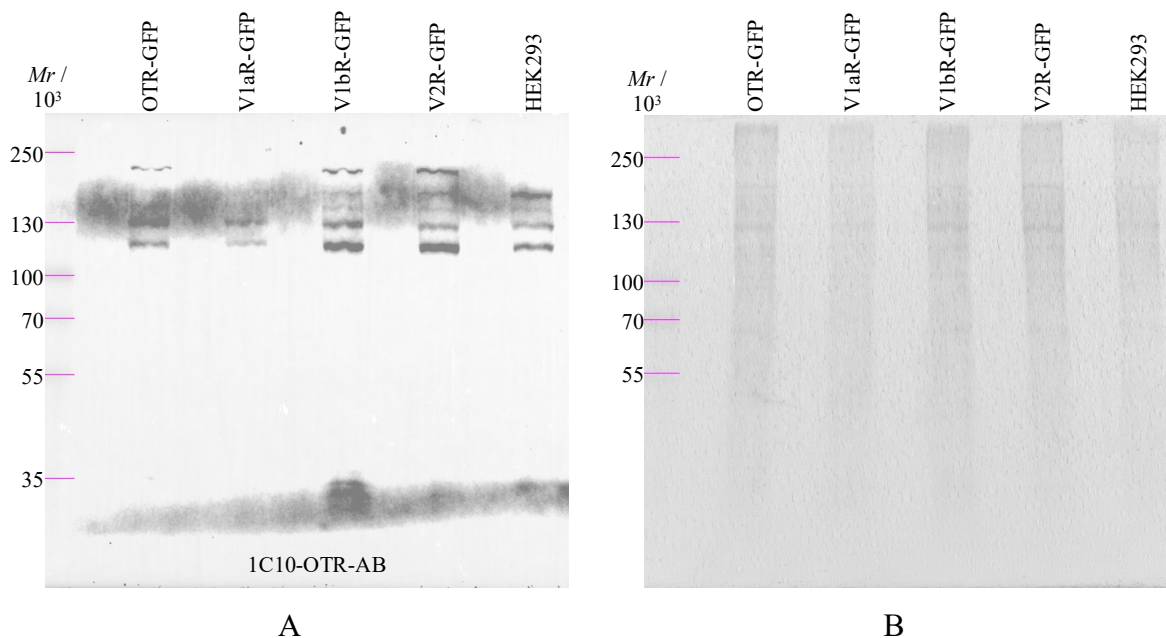 Mr /
10³
OTR-GFP
V1aR-GFP
V1bR-GFP
V2R-GFP
HEK293
250
130
100
70
55
35
1C10-OTR-AB
A
Mr /
10³
OTR-GFP
V1aR-GFP
V1bR-GFP
V2R-GFP
HEK293
250
130
100
70
55
B